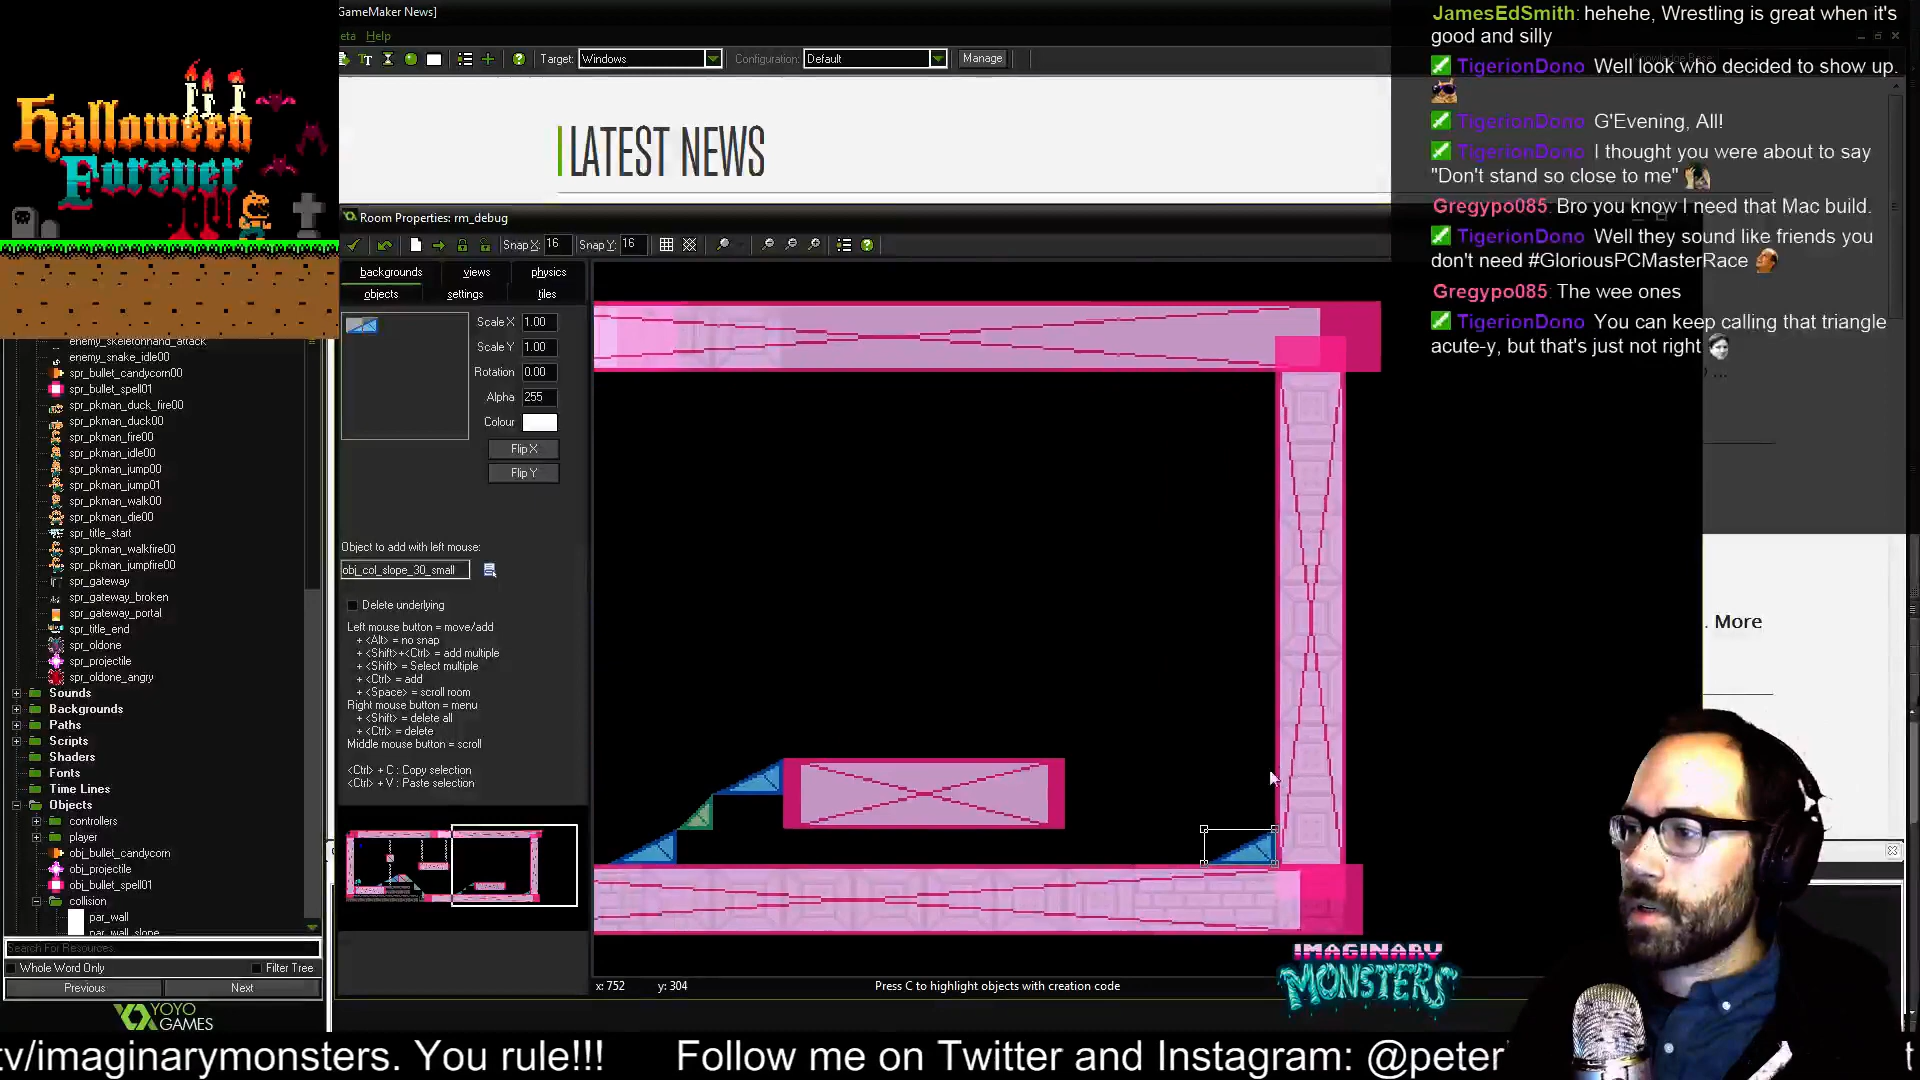 GameMaker News]
eta Help
Target: Windows Configuration: Default Manage
Halloween
Forever
LATEST NEWS
Room Properties: rm_debug
Snap X: 16 Snap Y: 16
backgrounds views physics
objects settings tiles
Scale X 1.00
Scale Y 1.00
Rotation 0.00
Alpha 255
Colour
Flip X
Flip Y
Object to add with left mouse:
obj_col_slope_30_small
Delete underlying
Left mouse button = move/add
+ <Alt> = no snap
+ <Shift>+<Ctrl> = add multiple
+ <Shift> = Select multiple
+ <Ctrl> = add
+ <Space> = scroll room
Right mouse button = menu
+ <Shift> = delete all
+ <Ctrl> = delete
Middle mouse button = scroll
<Ctrl> + C : Copy selection
<Ctrl> + V : Paste selection
enemy_skeletonhand_attack
enemy_snake_idle00
spr_bullet_candycorn00
spr_bullet_spell01
spr_pkman_duck_fire00
spr_pkman_duck00
spr_pkman_fire00
spr_pkman_idle00
spr_pkman_jump00
spr_pkman_jump01
spr_pkman_walk00
spr_pkman_die00
spr_title_start
spr_pkman_walkfire00
spr_pkman_jumpfire00
spr_gateway
spr_gateway_broken
spr_gateway_portal
spr_title_end
spr_oldone
spr_projectile
spr_oldone_angry
Sounds
Backgrounds
Paths
Scripts
Shaders
Fonts
Time Lines
Objects
controllers
player
obj_bullet_candycorn
obj_projectile
obj_bullet_spell01
collision
par_wall
par_wall_slope
Search For Resources
Whole Word Only Filter Tree
Previous Next
YOYO
GAMES
x: 752 y: 304 Press C to highlight objects with creation code
JamesEdSmith: hehehe, Wrestling is great when it's
good and silly
TigerionDono Well look who decided to show up.
TigerionDono G'Evening, All!
TigerionDono I thought you were about to say
"Don't stand so close to me"
Gregypo085: Bro you know I need that Mac build.
TigerionDono Well they sound like friends you
don't need #GloriousPCMasterRace
Gregypo085: The wee ones
TigerionDono You can keep calling that triangle
acute-y, but that's just not right
. More
IMAGINARY
MONSTERS
tv/imaginarymonsters. You rule!!! Follow me on Twitter and Instagram: @peter